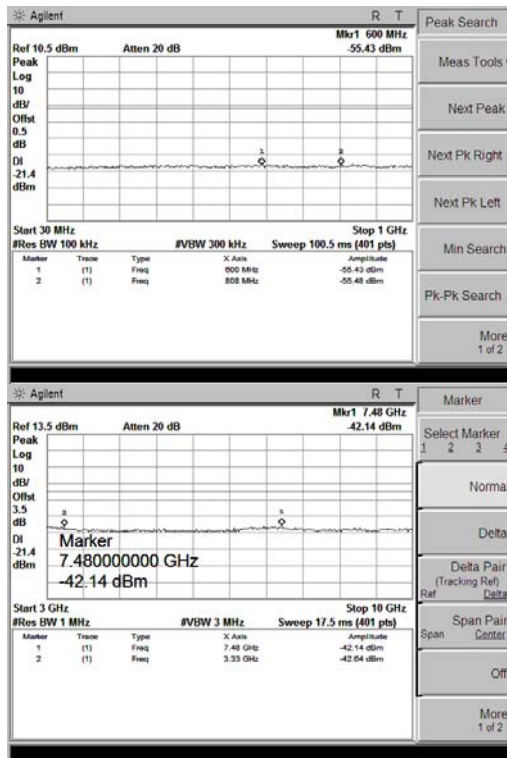 Agilent R T
Peak Search
Mkr1 600 MHz
Ref 10.5 dBm Atten 20 dB -55.43 dBm
Peak
Log
10
dB/
Offst
0.5
dB
DI
-21.4
dBm
1 2
Start 30 MHz Stop 1 GHz
#Res BW 100 kHz #VBW 300 kHz Sweep 100.5 ms (401 pts)
Marker Trace Type X Axis Amplitude
1 (1) Freq 600 MHz -55.43 dBm
2 (1) Freq 808 MHz -55.48 dBm
Meas Tools
Next Peak
Next Pk Right
Next Pk Left
Min Search
Pk-Pk Search
More
1 of 2
Agilent R T
Marker
Mkr1 7.48 GHz
Ref 13.5 dBm Atten 20 dB -42.14 dBm
Peak
Log
10
dB/
Offst
3.5
dB
DI
-21.4
dBm
2 1
Marker
7.480000000 GHz
-42.14 dBm
Start 3 GHz Stop 10 GHz
#Res BW 1 MHz #VBW 3 MHz Sweep 17.5 ms (401 pts)
Marker Trace Type X Axis Amplitude
1 (1) Freq 7.48 GHz -42.14 dBm
2 (1) Freq 3.33 GHz -42.64 dBm
Select Marker
1 2 3 4
Norma
Delta
Delta Pair
(Tracking Ref)
Ref Delta
Span Pair
Span Center
Off
More
1 of 2